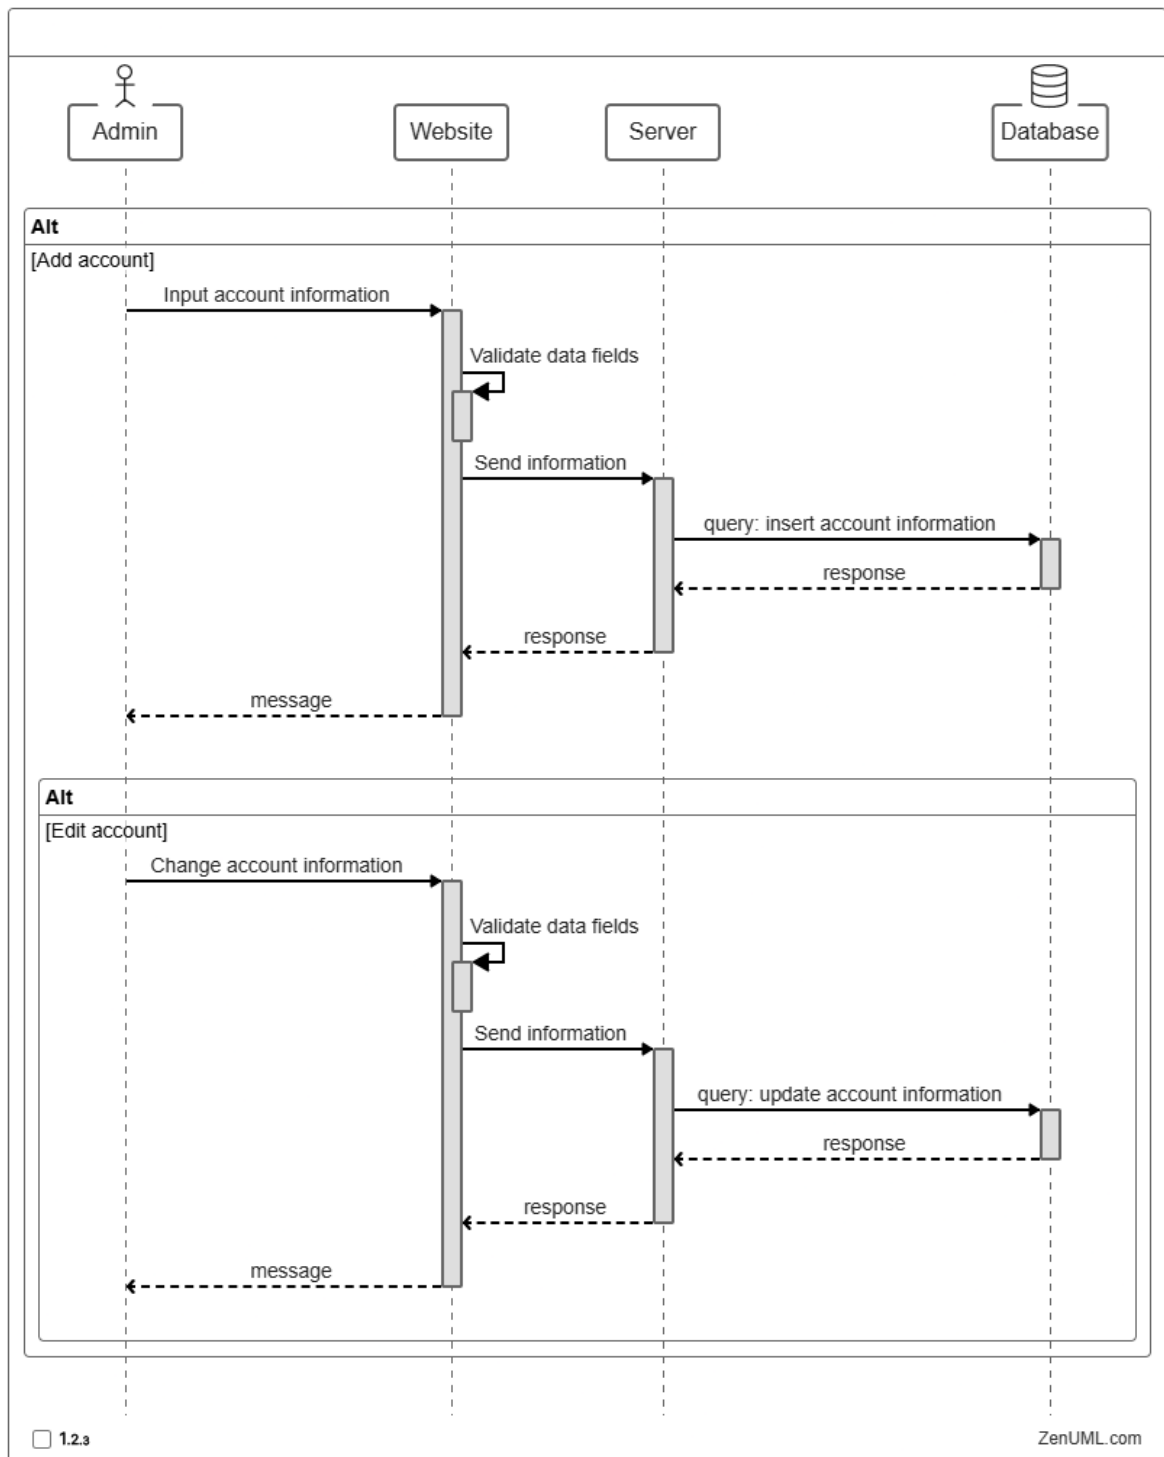 Admin
Website
Server
Database
Alt
[Add account]
Input account information
Validate data fields
Send information
query: insert account information
response
response
message
Alt
[Edit account]
Change account information
Validate data fields
Send information
query: update account information
response
response
message
1.2.3
ZenUML.com